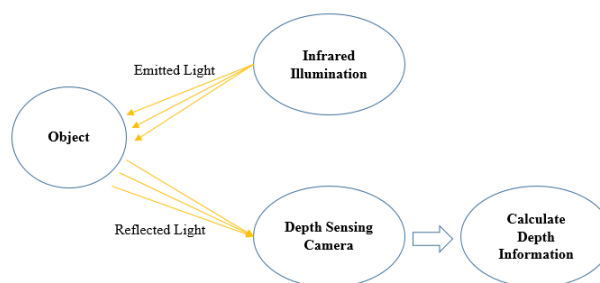 Infrared
Illumination
Emitted Light
Object
Reflected Light
Depth Sensing
Camera
Calculate
Depth
Information